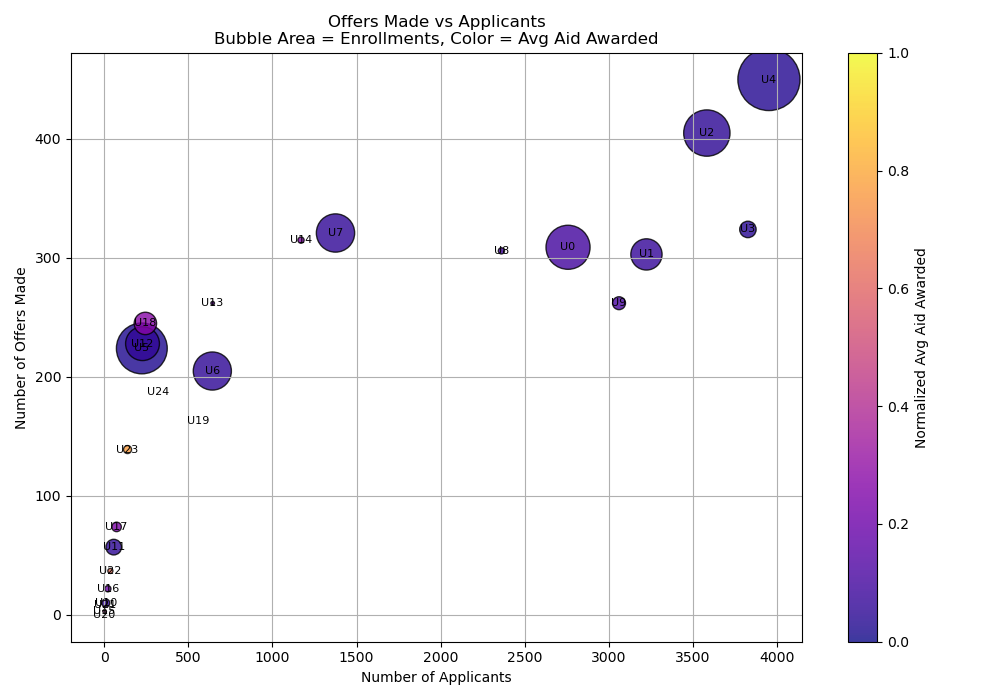 Offers Made vs Applicants
Bubble Area = Enrollments, Color = Avg Aid Awarded
1.0
U4
400
U2
0.8
U7
U3
U14
300
U8
U0
U1
U13
U9
0.6
U18
U12
U5
Number of Offers Made
Normalized Avg Aid Awarded
200
U6
U24
0.4
U19
U23
100
0.2
U17
U11
U22
U16
U10
0
U15
U20
0.0
0
500
1000
1500
2000
2500
3000
3500
4000
Number of Applicants